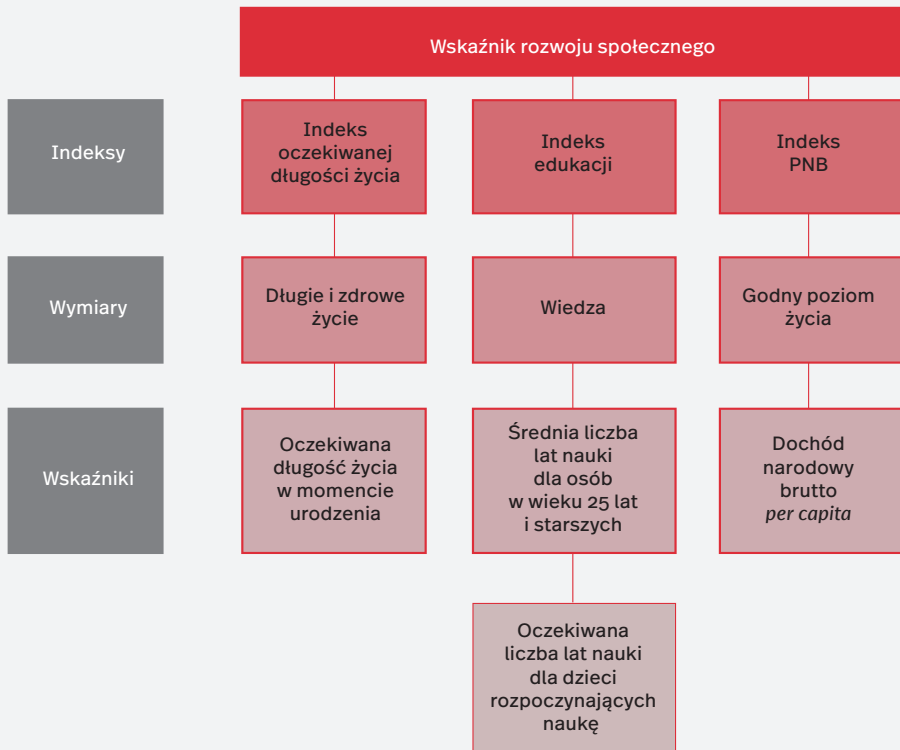 Wskaźnik rozwoju społecznego
Indeksy
Indeks
oczekiwanej
długości życia
Indeks
edukacji
Indeks
PNB
Wymiary
Długie i zdrowe
życie
Wiedza
Godny poziom
życia
Wskaźniki
Oczekiwana
długość życia
w momencie
urodzenia
Średnia liczba
lat nauki
dla osób
w wieku 25 lat
i starszych
Dochód
narodowy
brutto
per capita
Oczekiwana
liczba lat nauki
dla dzieci
rozpoczynających
naukę